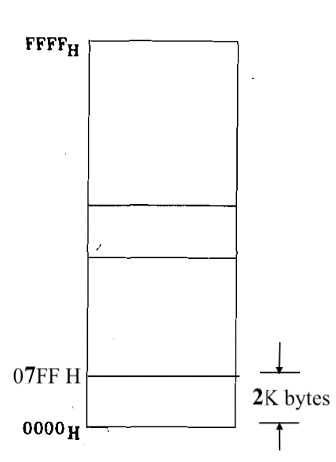 FFFFH
07FF H
2K bytes
0000H